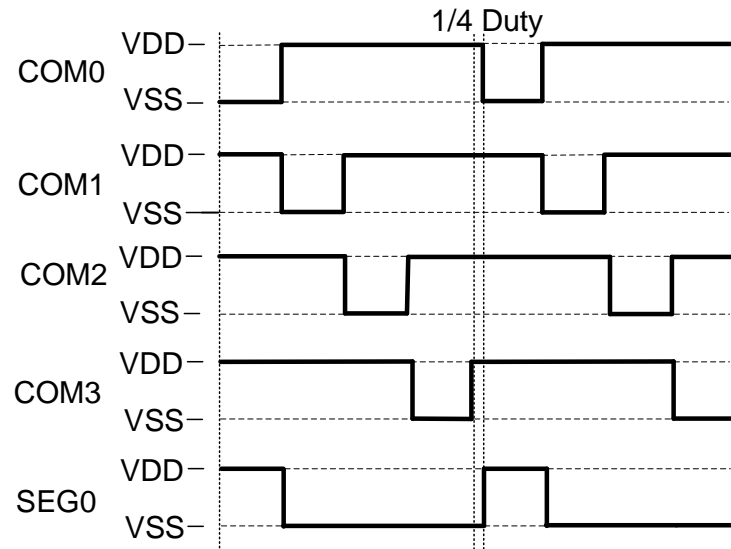 1/4 Duty
VDD
COM0
VSS
VDD
COM1
VSS
VDD
COM2
VSS
VDD
COM3
VSS
VDD
SEG0
VSS